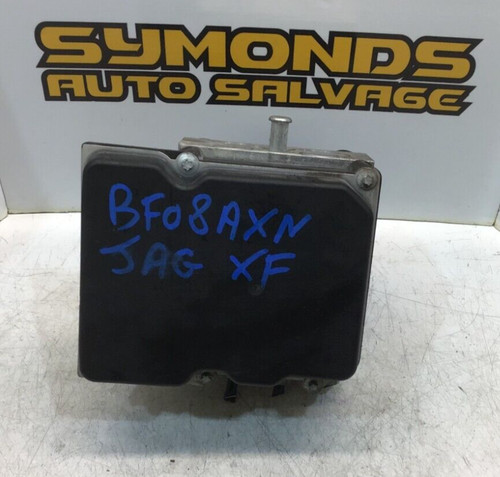 SYMONDS
AUTO SALVAGE
BF08AXN
JAG XF